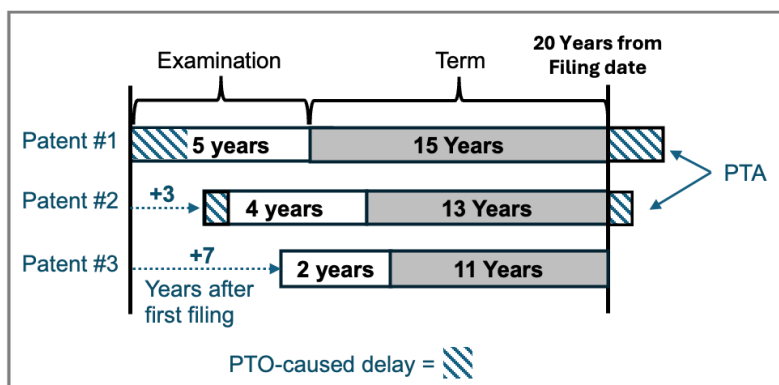 20 Years from
Filing date
Examination
Term
Patent #1
5 years
15 Years
PTA
Patent #2
+3
4 years
13 Years
Patent #3
+7
2 years
11 Years
Years after
first filing
PTO-caused delay =